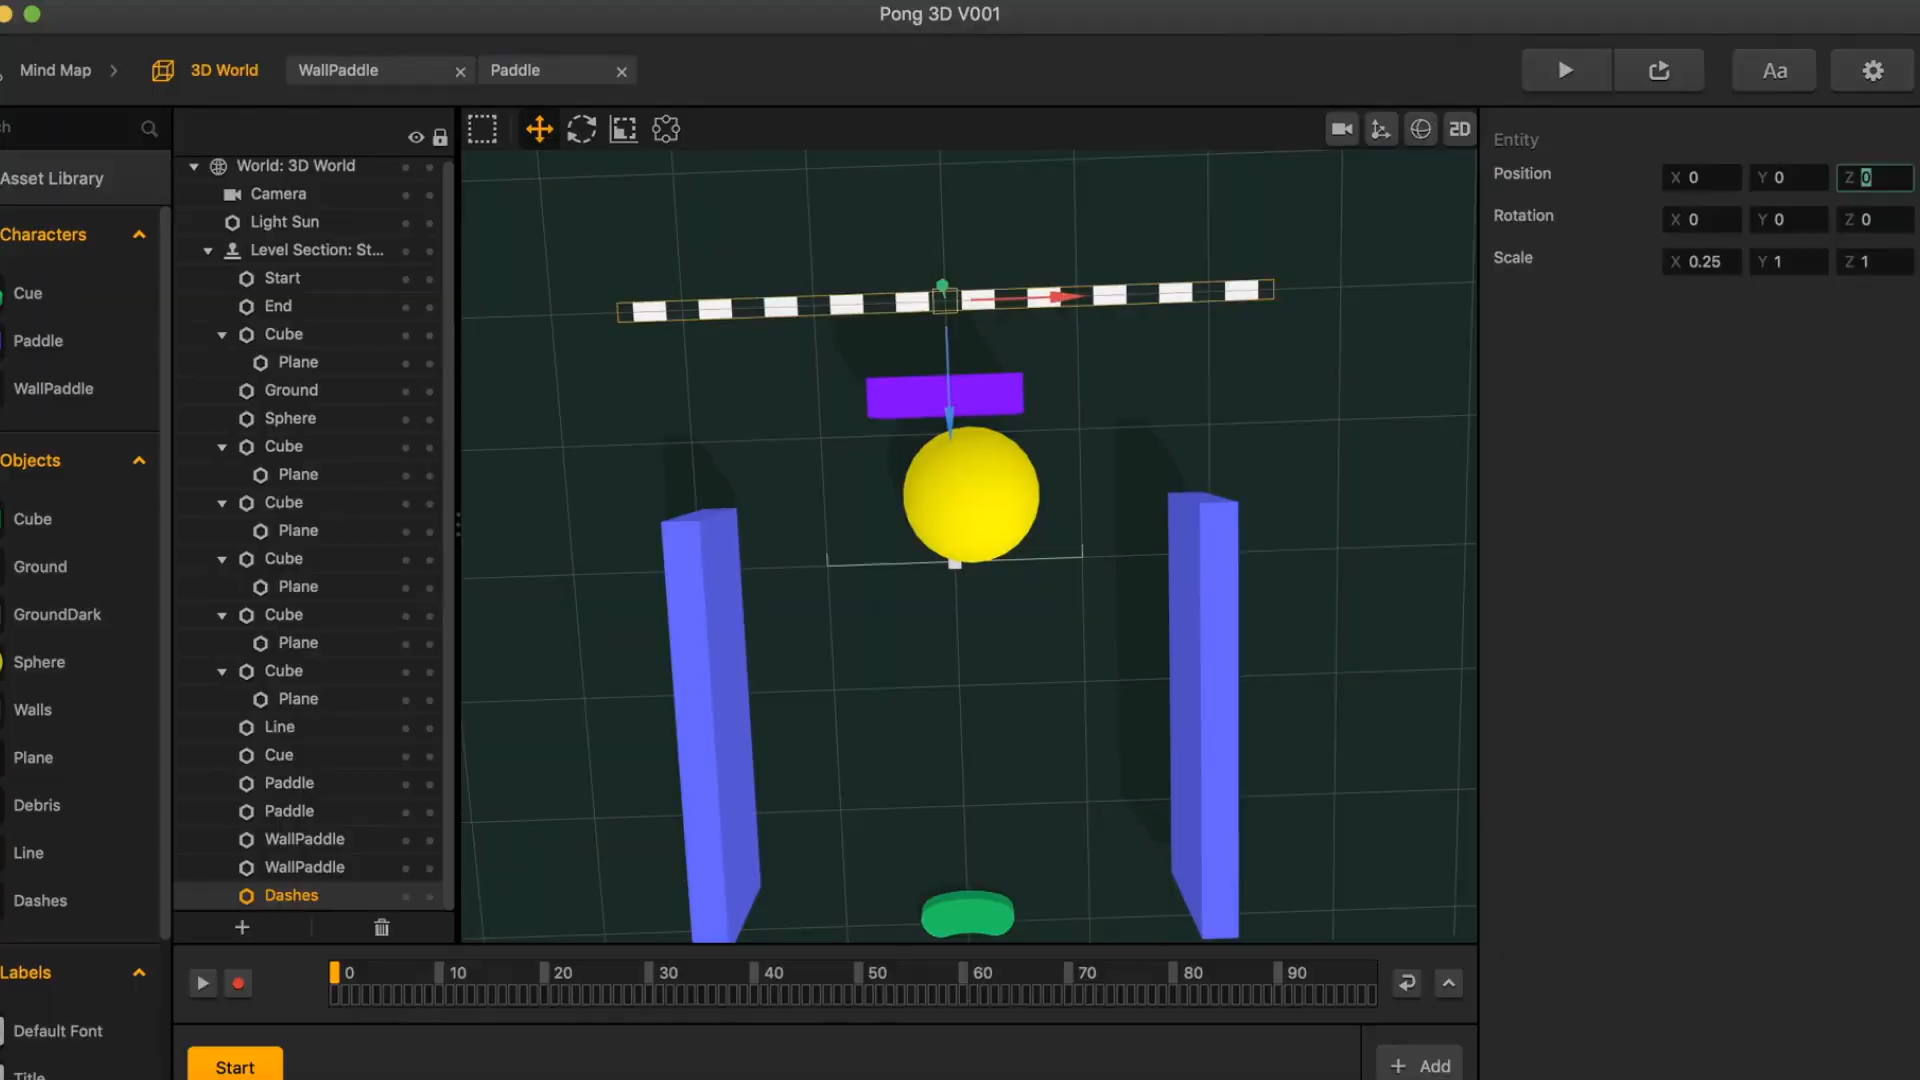 Pong 3D V001
Mind Map
3D World
WallPaddle
Paddle
Aa
Asset Library
Characters
Cue
Paddle
WallPaddle
Objects
Cube
Ground
GroundDark
Sphere
Walls
Plane
Debris
Line
Dashes
Labels
Default Font
Title
World: 3D World
Camera
Light Sun
Level Section: St...
Start
End
Cube
Plane
Ground
Sphere
Cube
Plane
Cube
Plane
Cube
Plane
Cube
Plane
Cube
Plane
Line
Cue
Paddle
Paddle
WallPaddle
WallPaddle
Dashes
2D
Entity
Position X 0 Y 0 Z 0
Rotation X 0 Y 0 Z 0
Scale X 0.25 Y 1 Z 1
0 10 20 30 40 50 60 70 80 90
Start
+ Add